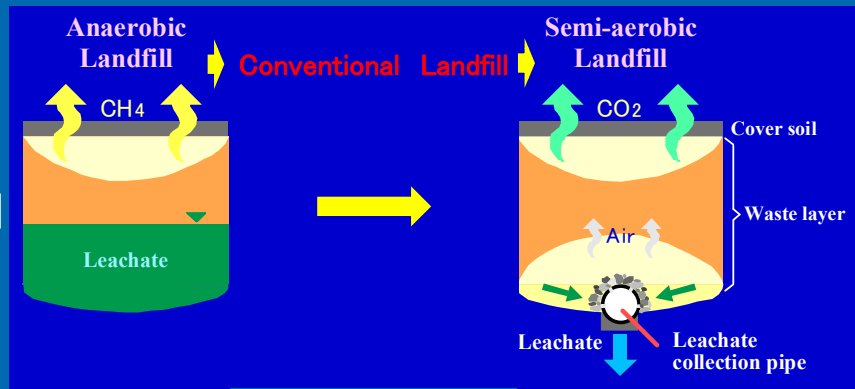 Anaerobic
Landfill
Conventional Landfill
Semi-aerobic
Landfill
CH4
CO2
Cover soil
Waste layer
Air
Leachate
Leachate
Leachate
collection pipe